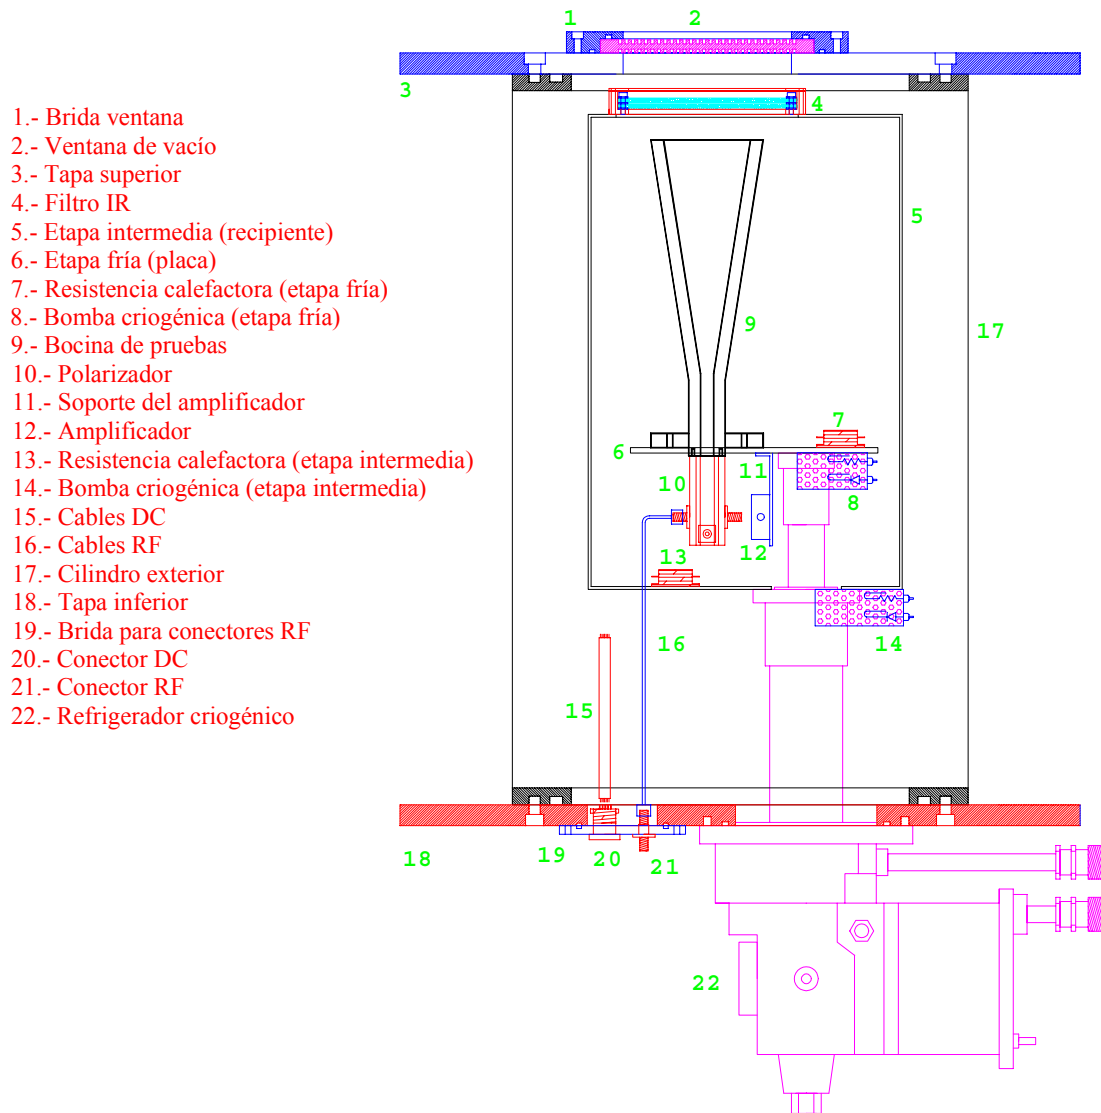 1
2
3
4
1.- Brida ventana
2.- Ventana de vacío
3.- Tapa superior
4.- Filtro IR
5.- Etapa intermedia (recipiente)
6.- Etapa fría (placa)
7.- Resistencia calefactora (etapa fría)
8.- Bomba criogénica (etapa fría)
9.- Bocina de pruebas
10.- Polarizador
11.- Soporte del amplificador
12.- Amplificador
13.- Resistencia calefactora (etapa intermedia)
14.- Bomba criogénica (etapa intermedia)
15.- Cables DC
16.- Cables RF
17.- Cilindro exterior
18.- Tapa inferior
19.- Brida para conectores RF
20.- Conector DC
21.- Conector RF
22.- Refrigerador criogénico
5
9
17
7
6
11
10
8
12
13
16
14
15
18
19
20
21
22